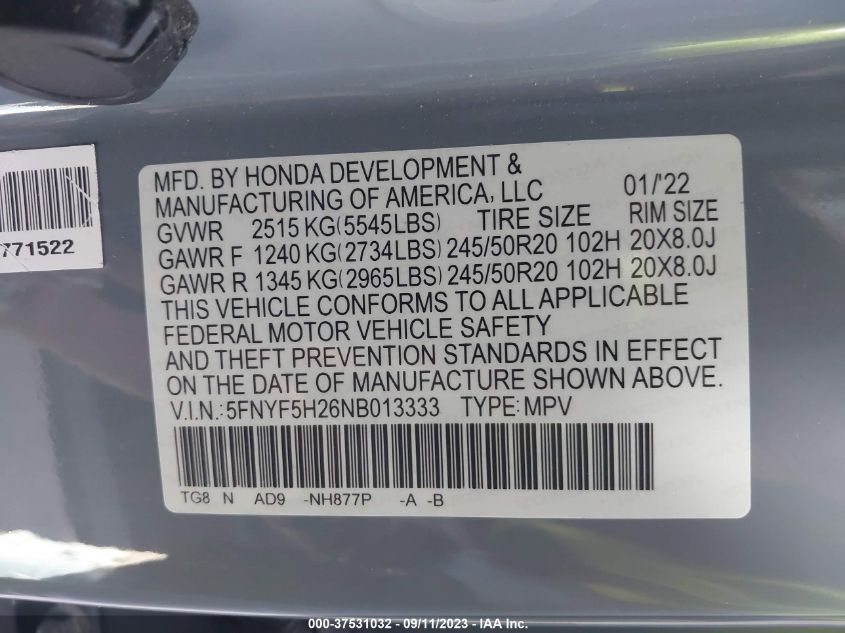 MFD. BY HONDA DEVELOPMENT &
MANUFACTURING OF AMERICA, LLC 01/'22
GVWR 2515 KG(5545LBS) TIRE SIZE RIM SIZE
GAWR F 1240 KG(2734LBS) 245/50R20 102H 20X8.0J
GAWR R 1345 KG(2965LBS) 245/50R20 102H 20X8.0J
THIS VEHICLE CONFORMS TO ALL APPLICABLE
FEDERAL MOTOR VEHICLE SAFETY
AND THEFT PREVENTION STANDARDS IN EFFECT
ON THE DATE OF MANUFACTURE SHOWN ABOVE.
V.I.N.:5FNYF5H26NB013333 TYPE:MPV
TG8 N AD9 -NH877P -A -B
771522
000-37531032 - 09/11/2023 - © IAA Inc.